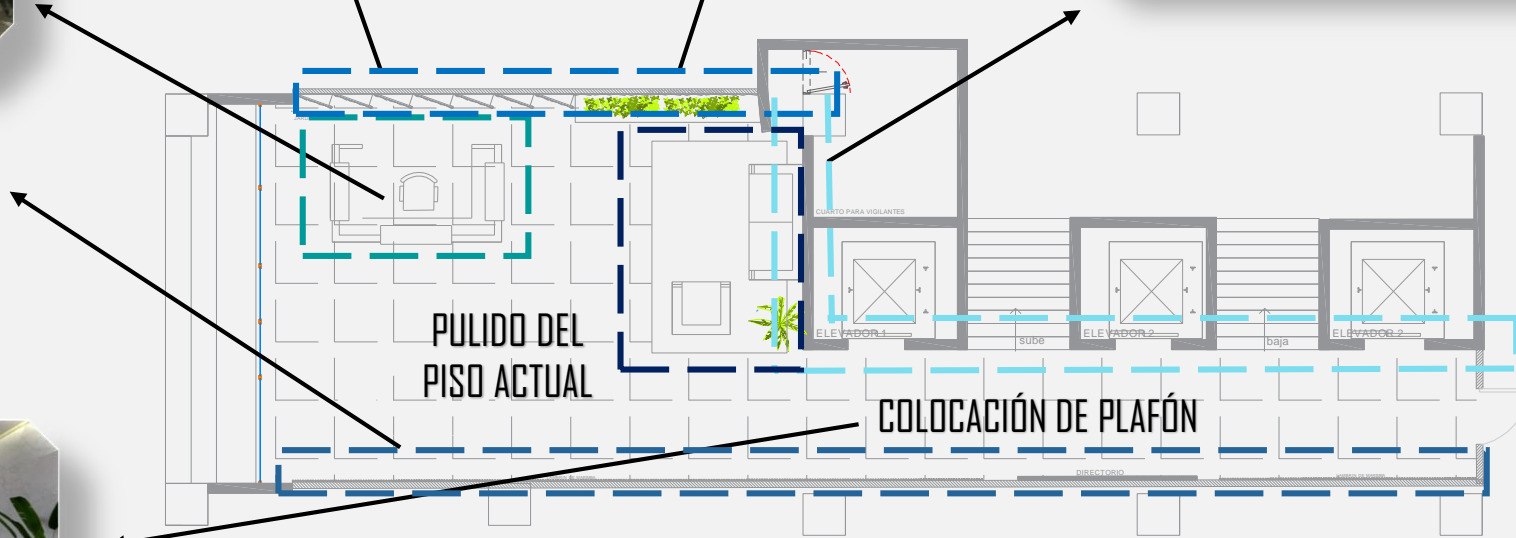 CUARTO PARA VIGILANTES
ELEVADOR 1
sube
ELEVADOR 2
baja
ELEVADOR 2
PULIDO DEL
PISO ACTUAL
COLOCACIÓN DE PLAFÓN
DIRECTORIO